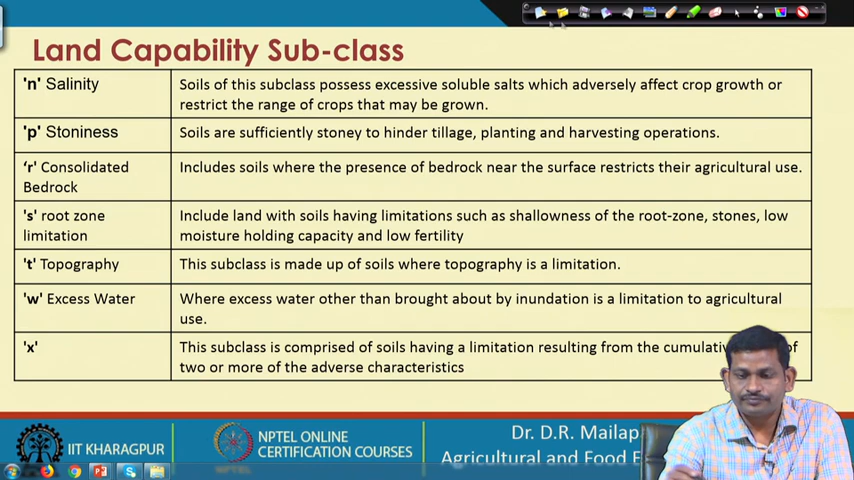 Land Capability Sub-class
'n' Salinity
Soils of this subclass possess excessive soluble salts which adversely affect crop growth or
restrict the range of crops that may be grown.
'p' Stoniness
Soils are sufficiently stoney to hinder tillage, planting and harvesting operations.
‘r’ Consolidated
Bedrock
Includes soils where the presence of bedrock near the surface restricts their agricultural use.
's' root zone
limitation
Include land with soils having limitations such as shallowness of the root-zone, stones, low
moisture holding capacity and low fertility
't' Topography
This subclass is made up of soils where topography is a limitation.
'w' Excess Water
Where excess water other than brought about by inundation is a limitation to agricultural
use.
'x'
This subclass is comprised of soils having a limitation resulting from the of
two or more of the adverse characteristics
IIT KHARAGPUR
NPTEL ONLINE
CERTIFICATION COURSES
Dr. D.R.
Agricultural and Food